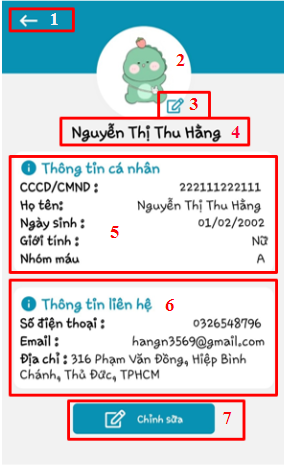 1
2
3
Nguyễn Thị Thu Hằng 4
Thông tin cá nhân
CCCD/CMND : 222111222111
Họ tên: Nguyễn Thị Thu Hằng
Ngày sinh : 01/02/2002
5
Giới tính : Nữ
Nhóm máu A
Thông tin liên hệ 6
Số điện thoại : 0326548796
Email : hangn3569@gmail.com
Địa chỉ : 316 Phạm Văn Đồng, Hiệp Bình
Chánh, Thủ Đức, TPHCM
Chỉnh sửa 7